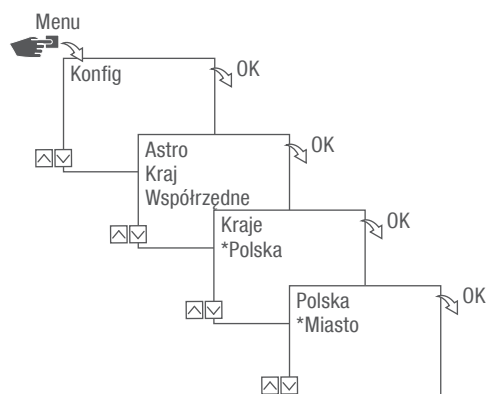 Menu
Konfig
OK
Astro
Kraj
Współrzędne
OK
Kraje
*Polska
OK
Polska
*Miasto
OK